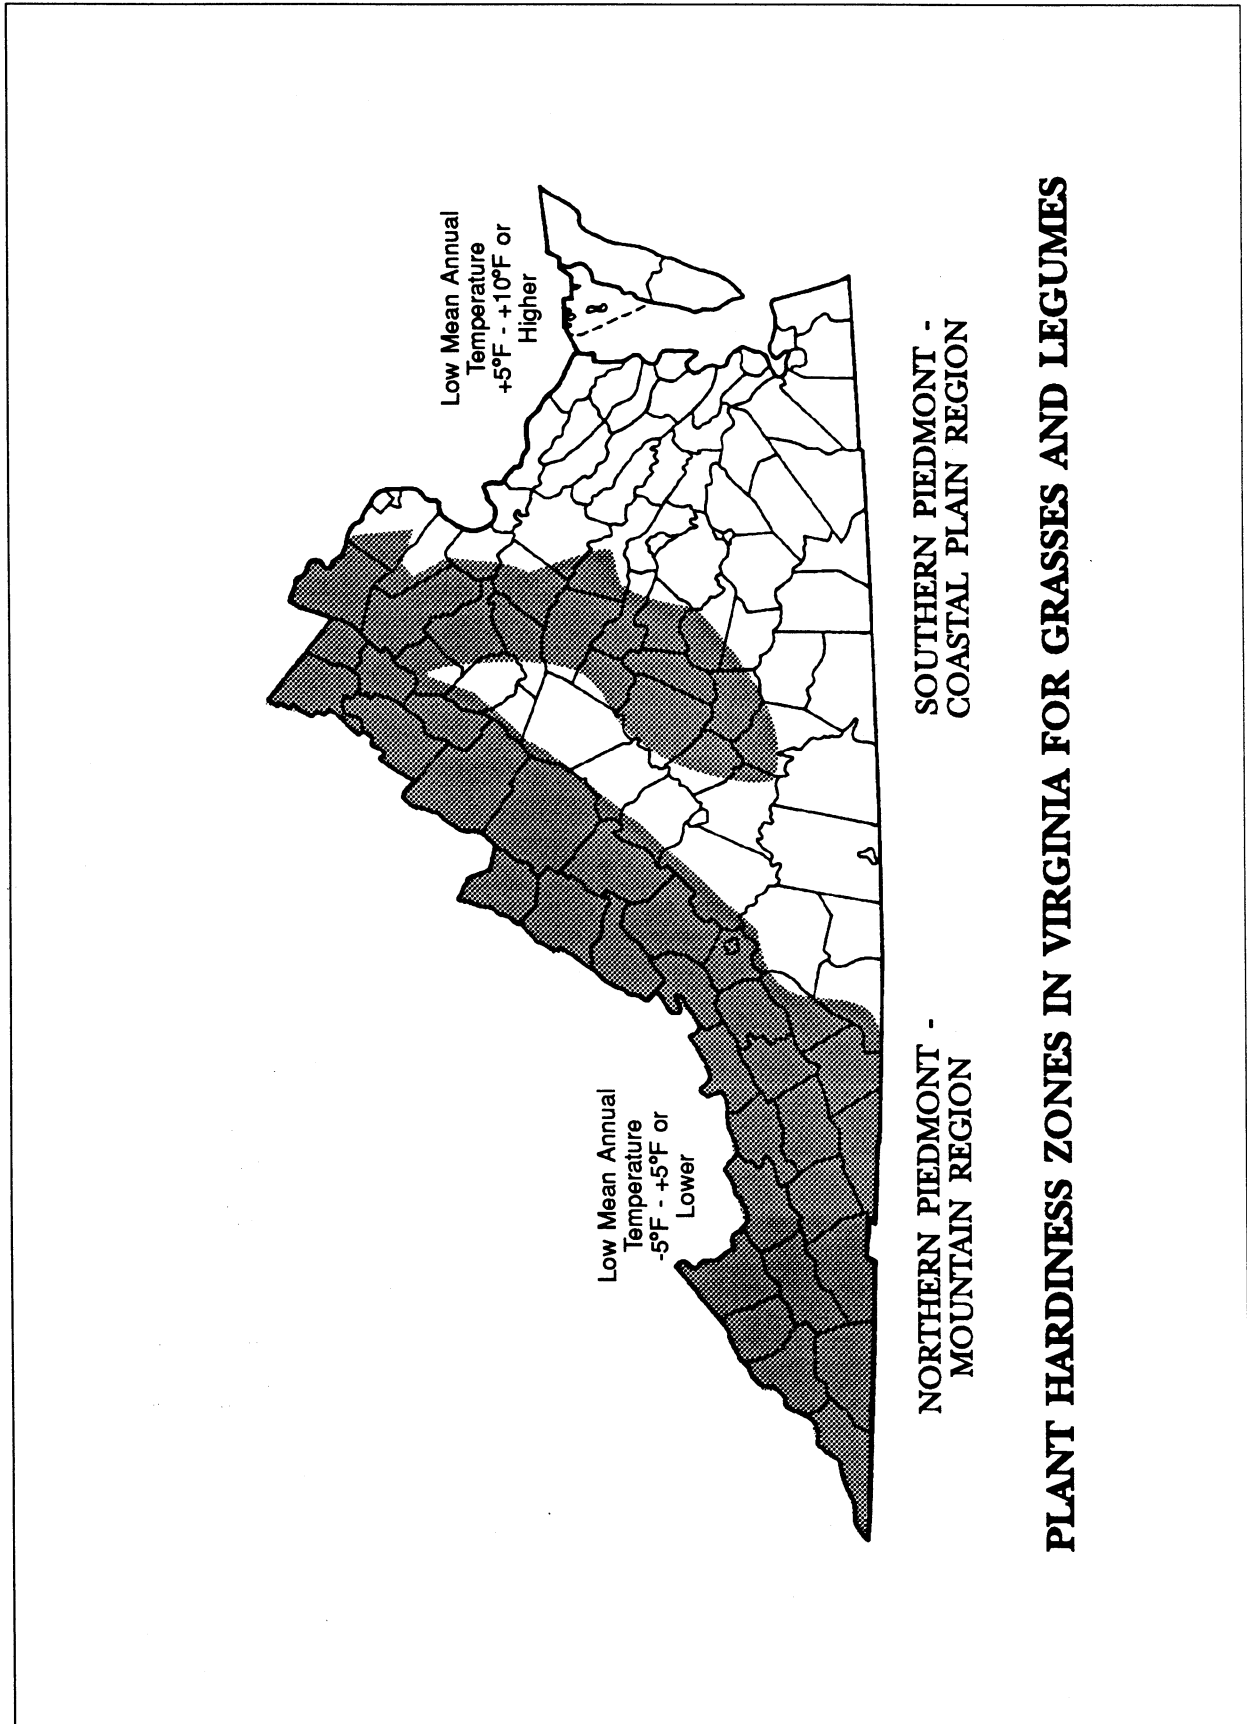 Low Mean Annual
Temperature
-5°F - +5°F or
Lower
Low Mean Annual
Temperature
+5°F - +10°F or
Higher
NORTHERN PIEDMONT -
MOUNTAIN REGION
SOUTHERN PIEDMONT -
COASTAL PLAIN REGION
PLANT HARDINESS ZONES IN VIRGINIA FOR GRASSES AND LEGUMES